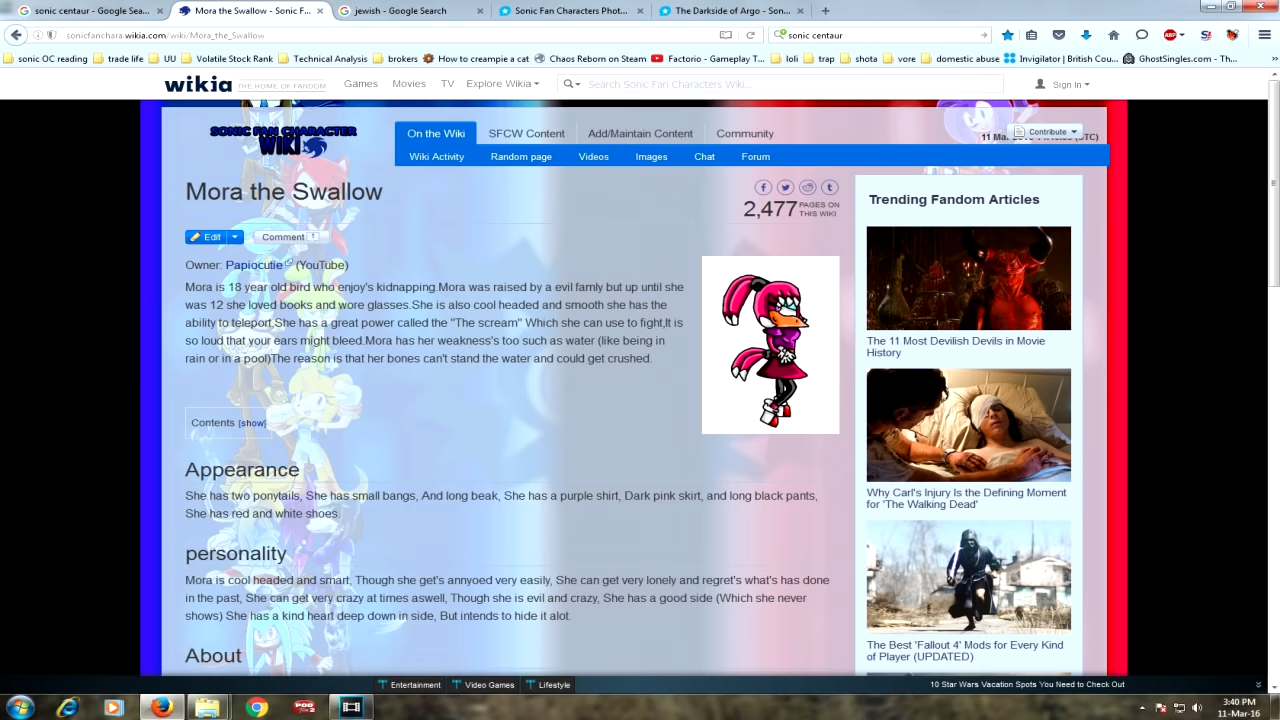 sonic centaur - Google Sea...
Mora the Swallow - Sonic F...
jewish - Google Search
Sonic Fan Characters Phot...
The Darkside of Argo - Son...
sonicfanchara.wikia.com/wiki/Mora_the_Swallow
sonic centaur
sonic OC reading
trade life
UU
Volatile Stock Rank
Technical Analysis
brokers
How to creampie a cat
Chaos Reborn on Steam
Factorio - Gameplay T...
loli
trap
shota
vore
domestic abuse
Invigilator | British Cou...
GhostSingles.com - Th...
wikia
THE HOME OF FANDOM
Games
Movies
TV
Explore Wikia
Search Sonic Fan Characters Wiki...
Sign In
SONIC FAN CHARACTER
WIKI
On the Wiki
SFCW Content
Add/Maintain Content
Community
Contribute
Wiki Activity
Random page
Videos
Images
Chat
Forum
Mora the Swallow
2,477 PAGES ON
THIS WIKI
Edit
Comment 1
Owner: Papiocutie (YouTube)
Mora is 18 year old bird who enjoy's kidnapping.Mora was raised by a evil famly but up until she
was 12 she loved books and wore glasses.She is also cool headed and smooth she has the
ability to teleport,She has a great power called the "The scream" Which she can use to fight,It is
so loud that your ears might bleed.Mora has her weakness's too such as water (like being in
rain or in a pool)The reason is that her bones can't stand the water and could get crushed.
Contents [show]
Appearance
She has two ponytails, She has small bangs, And long beak, She has a purple shirt, Dark pink skirt, and long black pants,
She has red and white shoes.
personality
Mora is cool headed and smart, Though she get's annyoed very easily, She can get very lonely and regret's what's has done
in the past, She can get very crazy at times aswell, Though she is evil and crazy, She has a good side (Which she never
shows) She has a kind heart deep down in side, But intends to hide it alot.
About
Trending Fandom Articles
The 11 Most Devilish Devils in Movie
History
Why Carl's Injury Is the Defining Moment
for 'The Walking Dead'
The Best 'Fallout 4' Mods for Every Kind
of Player (UPDATED)
Entertainment
Video Games
Lifestyle
10 Star Wars Vacation Spots You Need to Check Out
3:40 PM
11-Mar-16